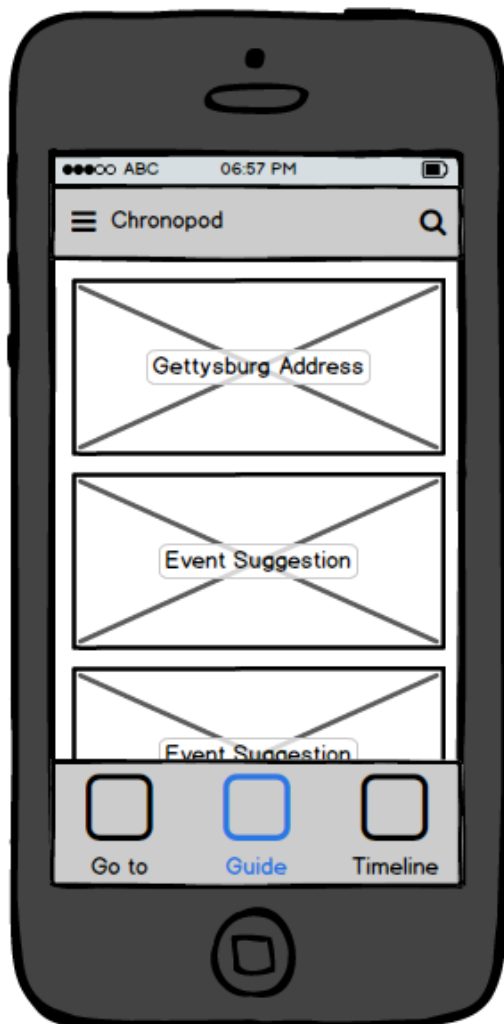 ABC 06:57 PM
Chronopod
Gettysburg Address
Event Suggestion
Event Suggestion
Go to Guide Timeline